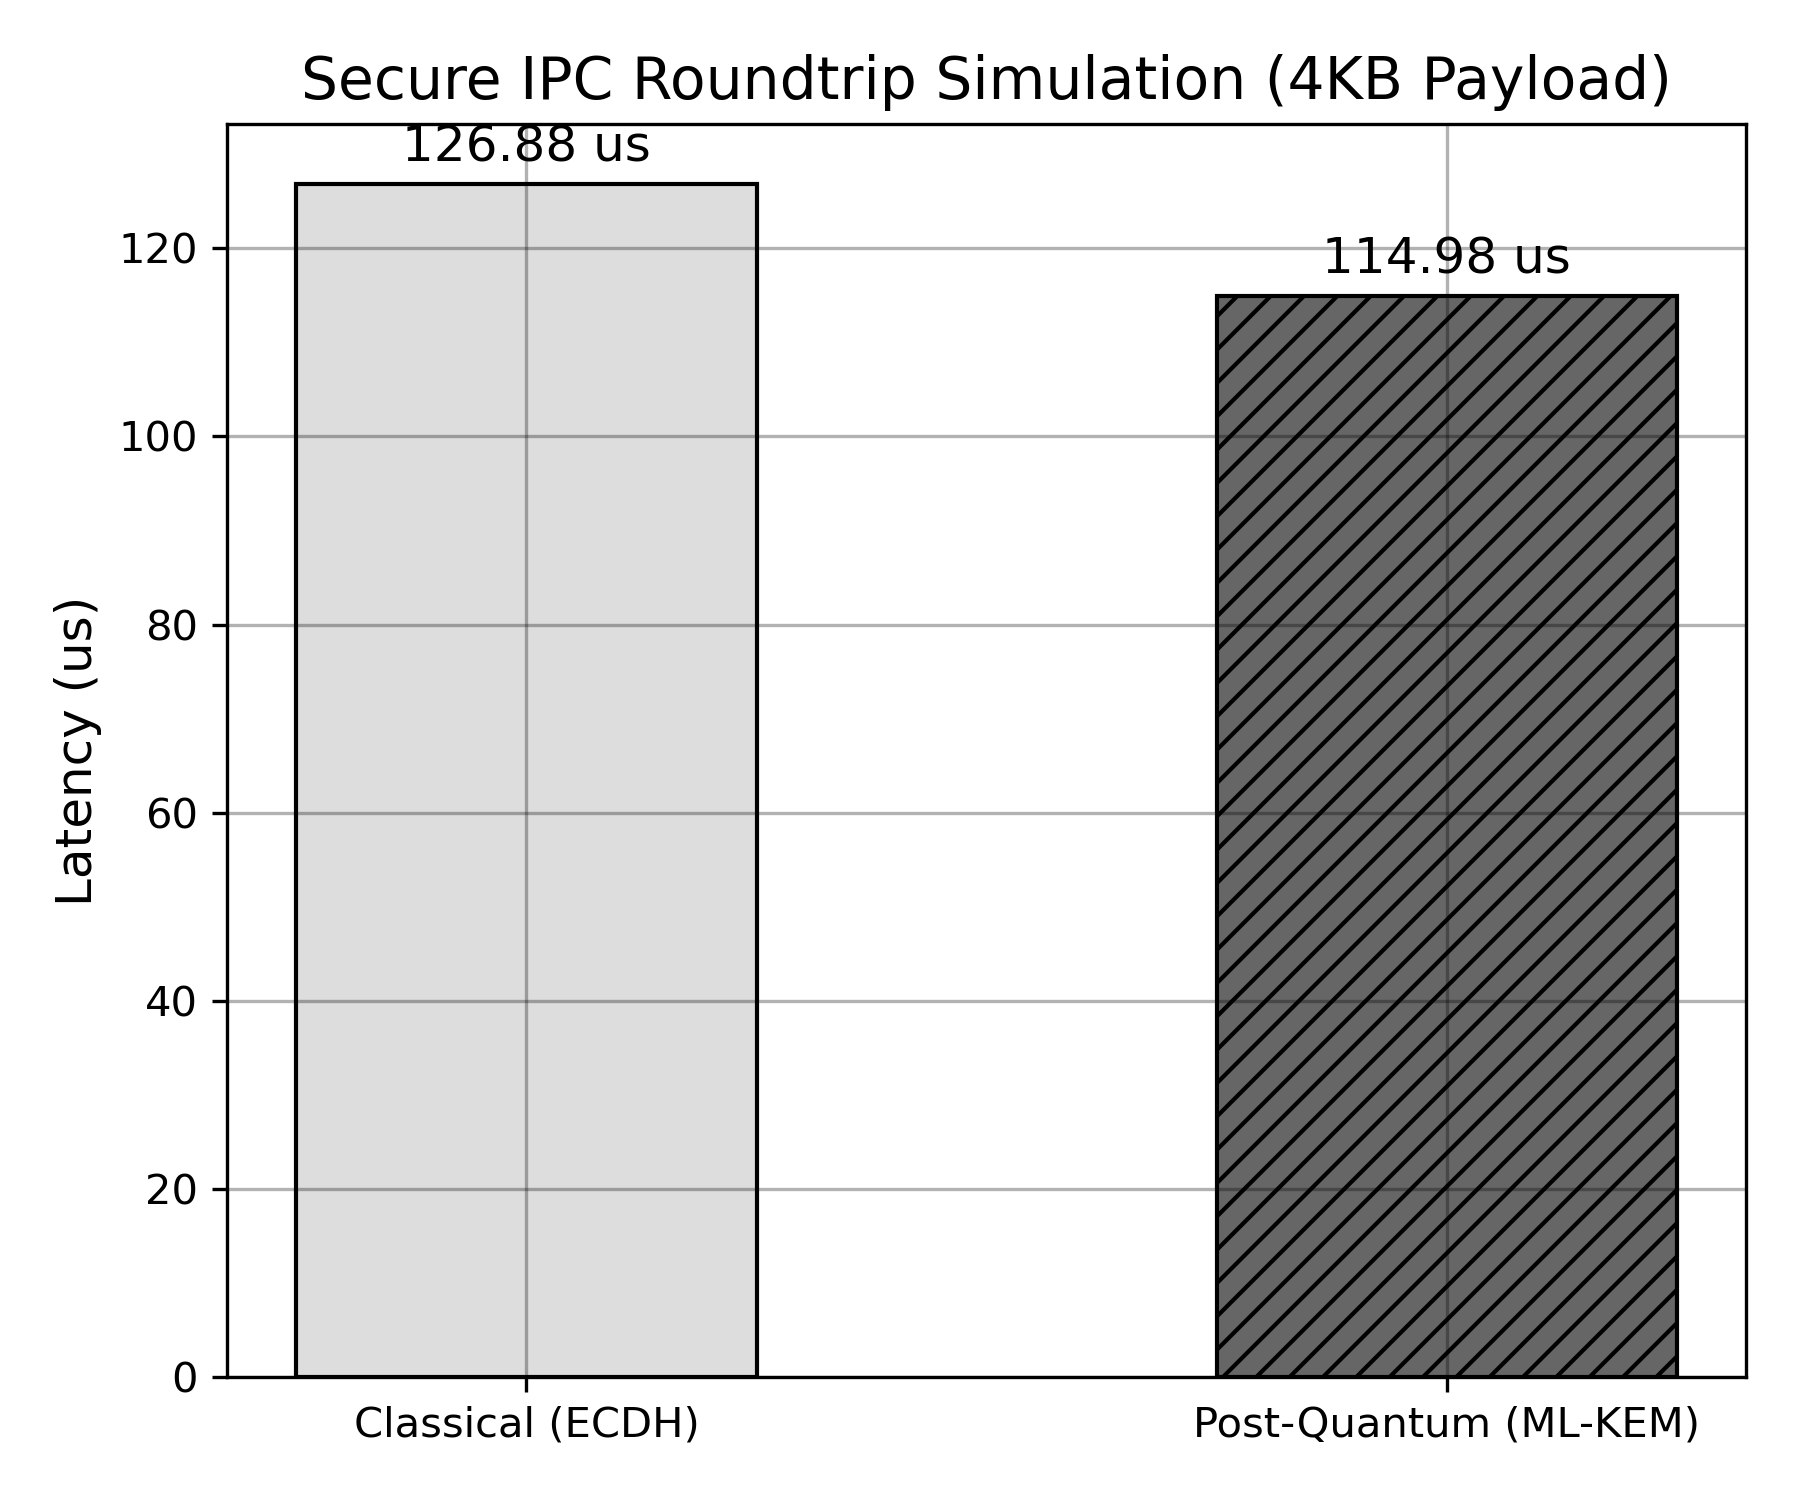 Secure IPC Roundtrip Simulation (4KB Payload)
126.88 us
114.98 us
Latency (us)
120
100
80
60
40
20
0
Classical (ECDH)
Post-Quantum (ML-KEM)